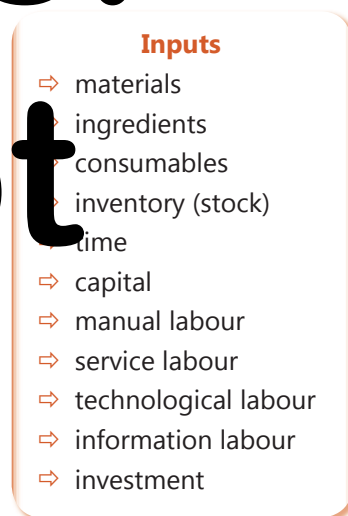 Inputs
⇨ materials
ingredients
consumables
inventory (stock)
time
⇨ capital
⇨ manual labour
⇨ service labour
⇨ technological labour
⇨ information labour
⇨ investment
t